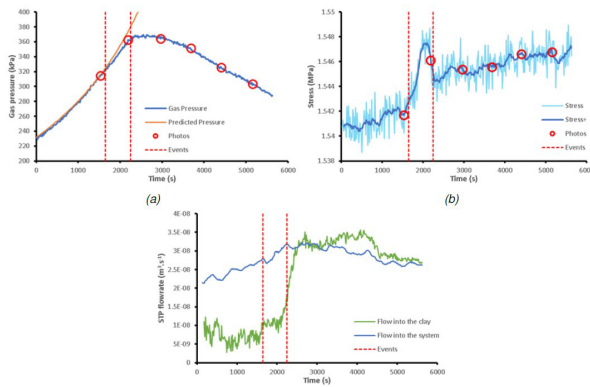 (a)
400
380
360
340
320
300
280
260
240
220
200
Gas pressure (kPa)
0 1000 2000 3000 4000 5000 6000
Time (s)
Gas Pressure
Predicted Pressure
Photos
Events
(a)
(b)
1.55
1.548
1.546
1.544
1.542
1.54
1.538
Stress (MPa)
0 1000 2000 3000 4000 5000 600
Time (s)
Stress
Stress+
Photos
Events
(b)
4E-08
3.5E-08
3E-08
2.5E-08
2E-08
1.5E-08
1E-08
5E-09
0
STP flowrate (m³.s⁻¹)
0 1000 2000 3000 4000 5000 6000
Time (s)
Flow into the clay
Flow into the system
Events